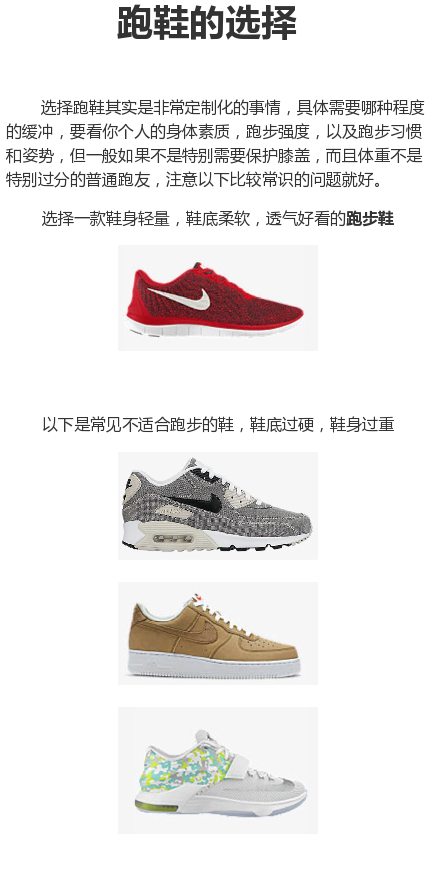 跑鞋的选择
选择跑鞋其实是非常定制化的事情，具体需要哪种程度
的缓冲，要看你个人的身体素质，跑步强度，以及跑步习惯
和姿势，但一般如果不是特别需要保护膝盖，而且体重不是
特别过分的普通跑友，注意以下比较常识的问题就好。
选择一款鞋身轻量，鞋底柔软，透气好看的跑步鞋
以下是常见不适合跑步的鞋，鞋底过硬，鞋身过重